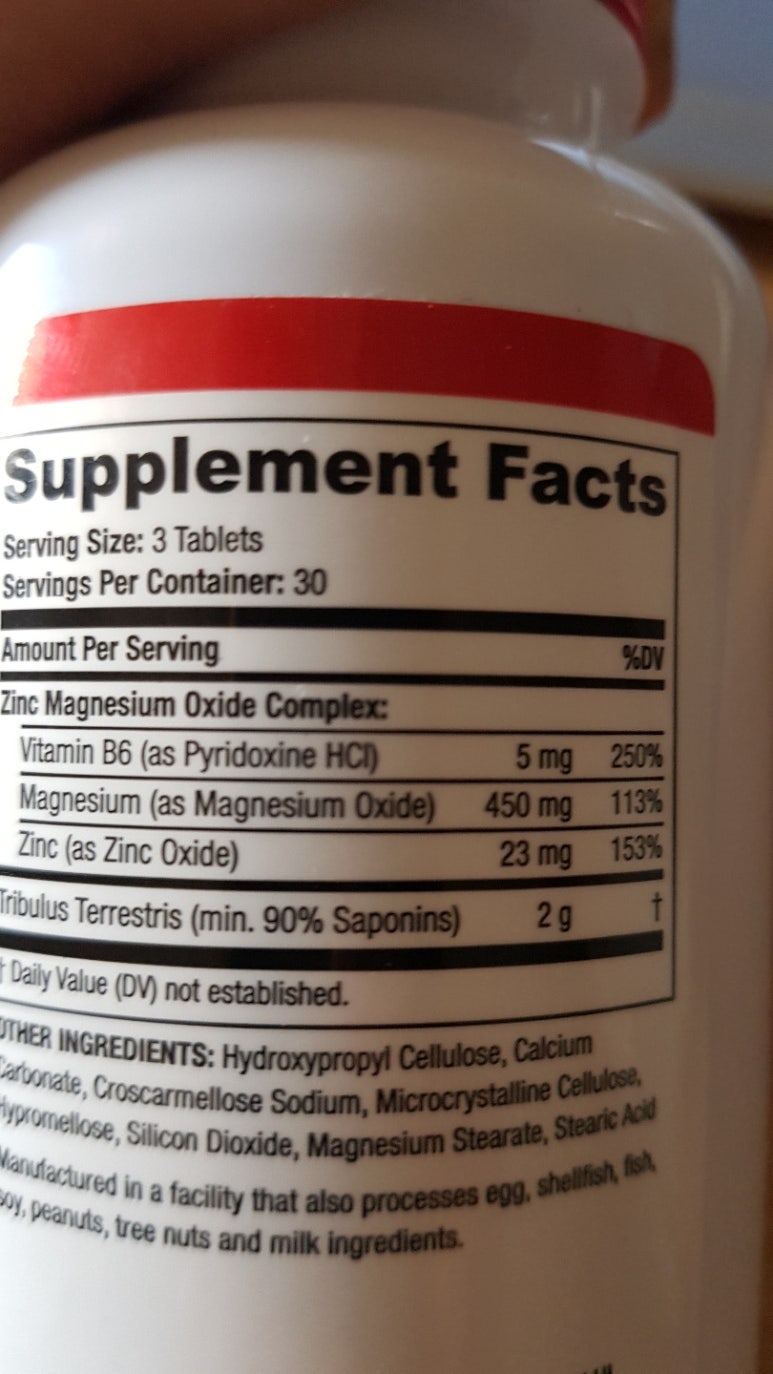 Supplement Facts
Serving Size: 3 Tablets
Servings Per Container: 30
Amount Per Serving %DV
Zinc Magnesium Oxide Complex:
Vitamin B6 (as Pyridoxine HCl) 5 mg 250%
Magnesium (as Magnesium Oxide) 450 mg 113%
Zinc (as Zinc Oxide) 23 mg 153%
Tribulus Terrestris (min. 90% Saponins) 2 g †
† Daily Value (DV) not established.
OTHER INGREDIENTS: Hydroxypropyl Cellulose, Calcium
Carbonate, Croscarmellose Sodium, Microcrystalline Cellulose,
Hypromellose, Silicon Dioxide, Magnesium Stearate, Stearic Acid
Manufactured in a facility that also processes egg, shellfish, fish,
soy, peanuts, tree nuts and milk ingredients.